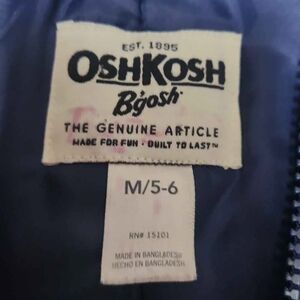 EST. 1895
OSHKOSH
B'gosh
THE GENUINE ARTICLE
MADE FOR FUN • BUILT TO LAST™
M/5-6
RN# 15101
MADE IN BANGLADESH
HECHO EN BANGLADESH